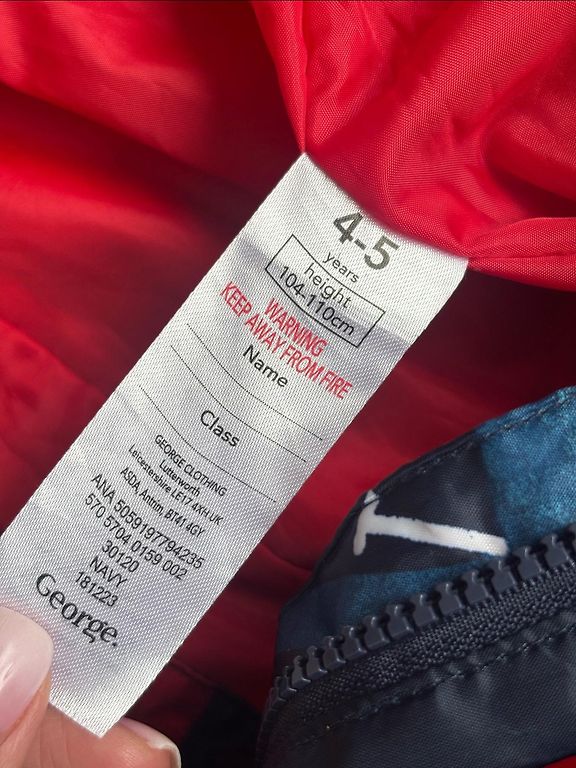 4-5
years
height
104-110cm
WARNING
KEEP AWAY FROM FIRE
Name
Class
GEORGE CLOTHING
Lutterworth
Leicestershire LE17 4XH UK
ASDA, Antrim, BT41 4GY
ANA 5059197794235
570 5704 0159 002
30120
NAVY
181223
George.